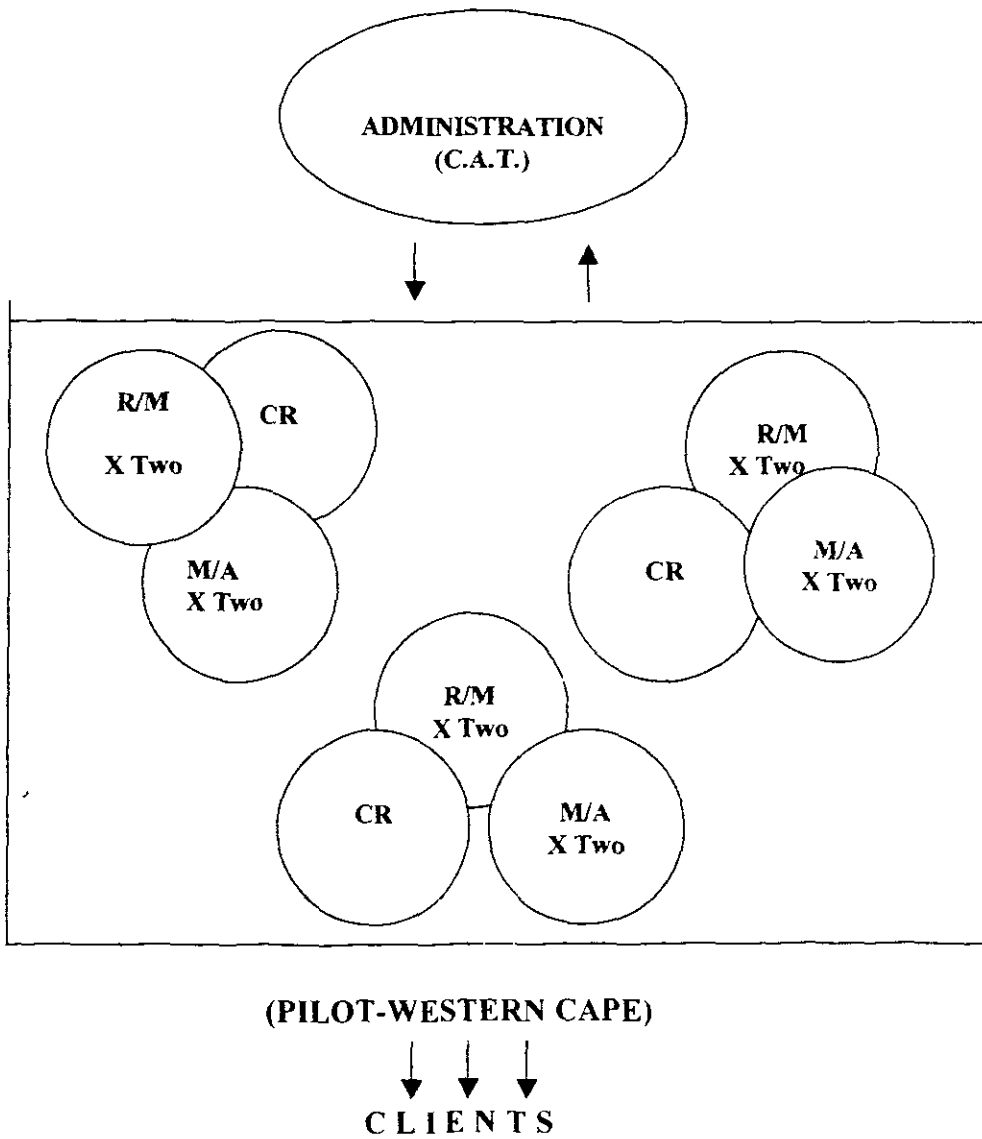 ADMINISTRATION
(C.A.T.)
R/M
X Two
CR
M/A
X Two
R/M
X Two
CR
M/A
X Two
R/M
X Two
CR
M/A
X Two
(PILOT-WESTERN CAPE)
CLIENTS